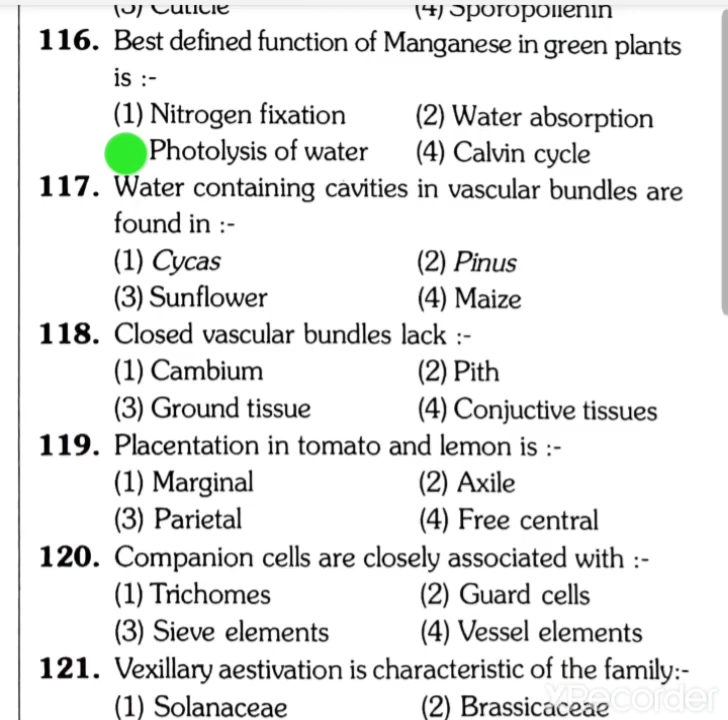 (3) Cuticle (4) Sporopollenin
116. Best defined function of Manganese in green plants
is :-
(1) Nitrogen fixation (2) Water absorption
Photolysis of water (4) Calvin cycle
117. Water containing cavities in vascular bundles are
found in :-
(1) Cycas (2) Pinus
(3) Sunflower (4) Maize
118. Closed vascular bundles lack :-
(1) Cambium (2) Pith
(3) Ground tissue (4) Conjuctive tissues
119. Placentation in tomato and lemon is :-
(1) Marginal (2) Axile
(3) Parietal (4) Free central
120. Companion cells are closely associated with :-
(1) Trichomes (2) Guard cells
(3) Sieve elements (4) Vessel elements
121. Vexillary aestivation is characteristic of the family:-
(1) Solanaceae (2) Brassicaceae
XRecorder